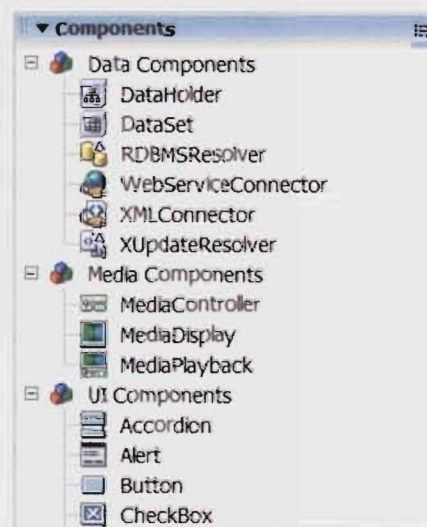 Components
Data Components
DataHolder
DataSet
RDBMSResolver
WebServiceConnector
XMLConnector
XUpdateResolver
Media Components
MediaController
MediaDisplay
MediaPlayback
UI Components
Accordion
Alert
Button
CheckBox